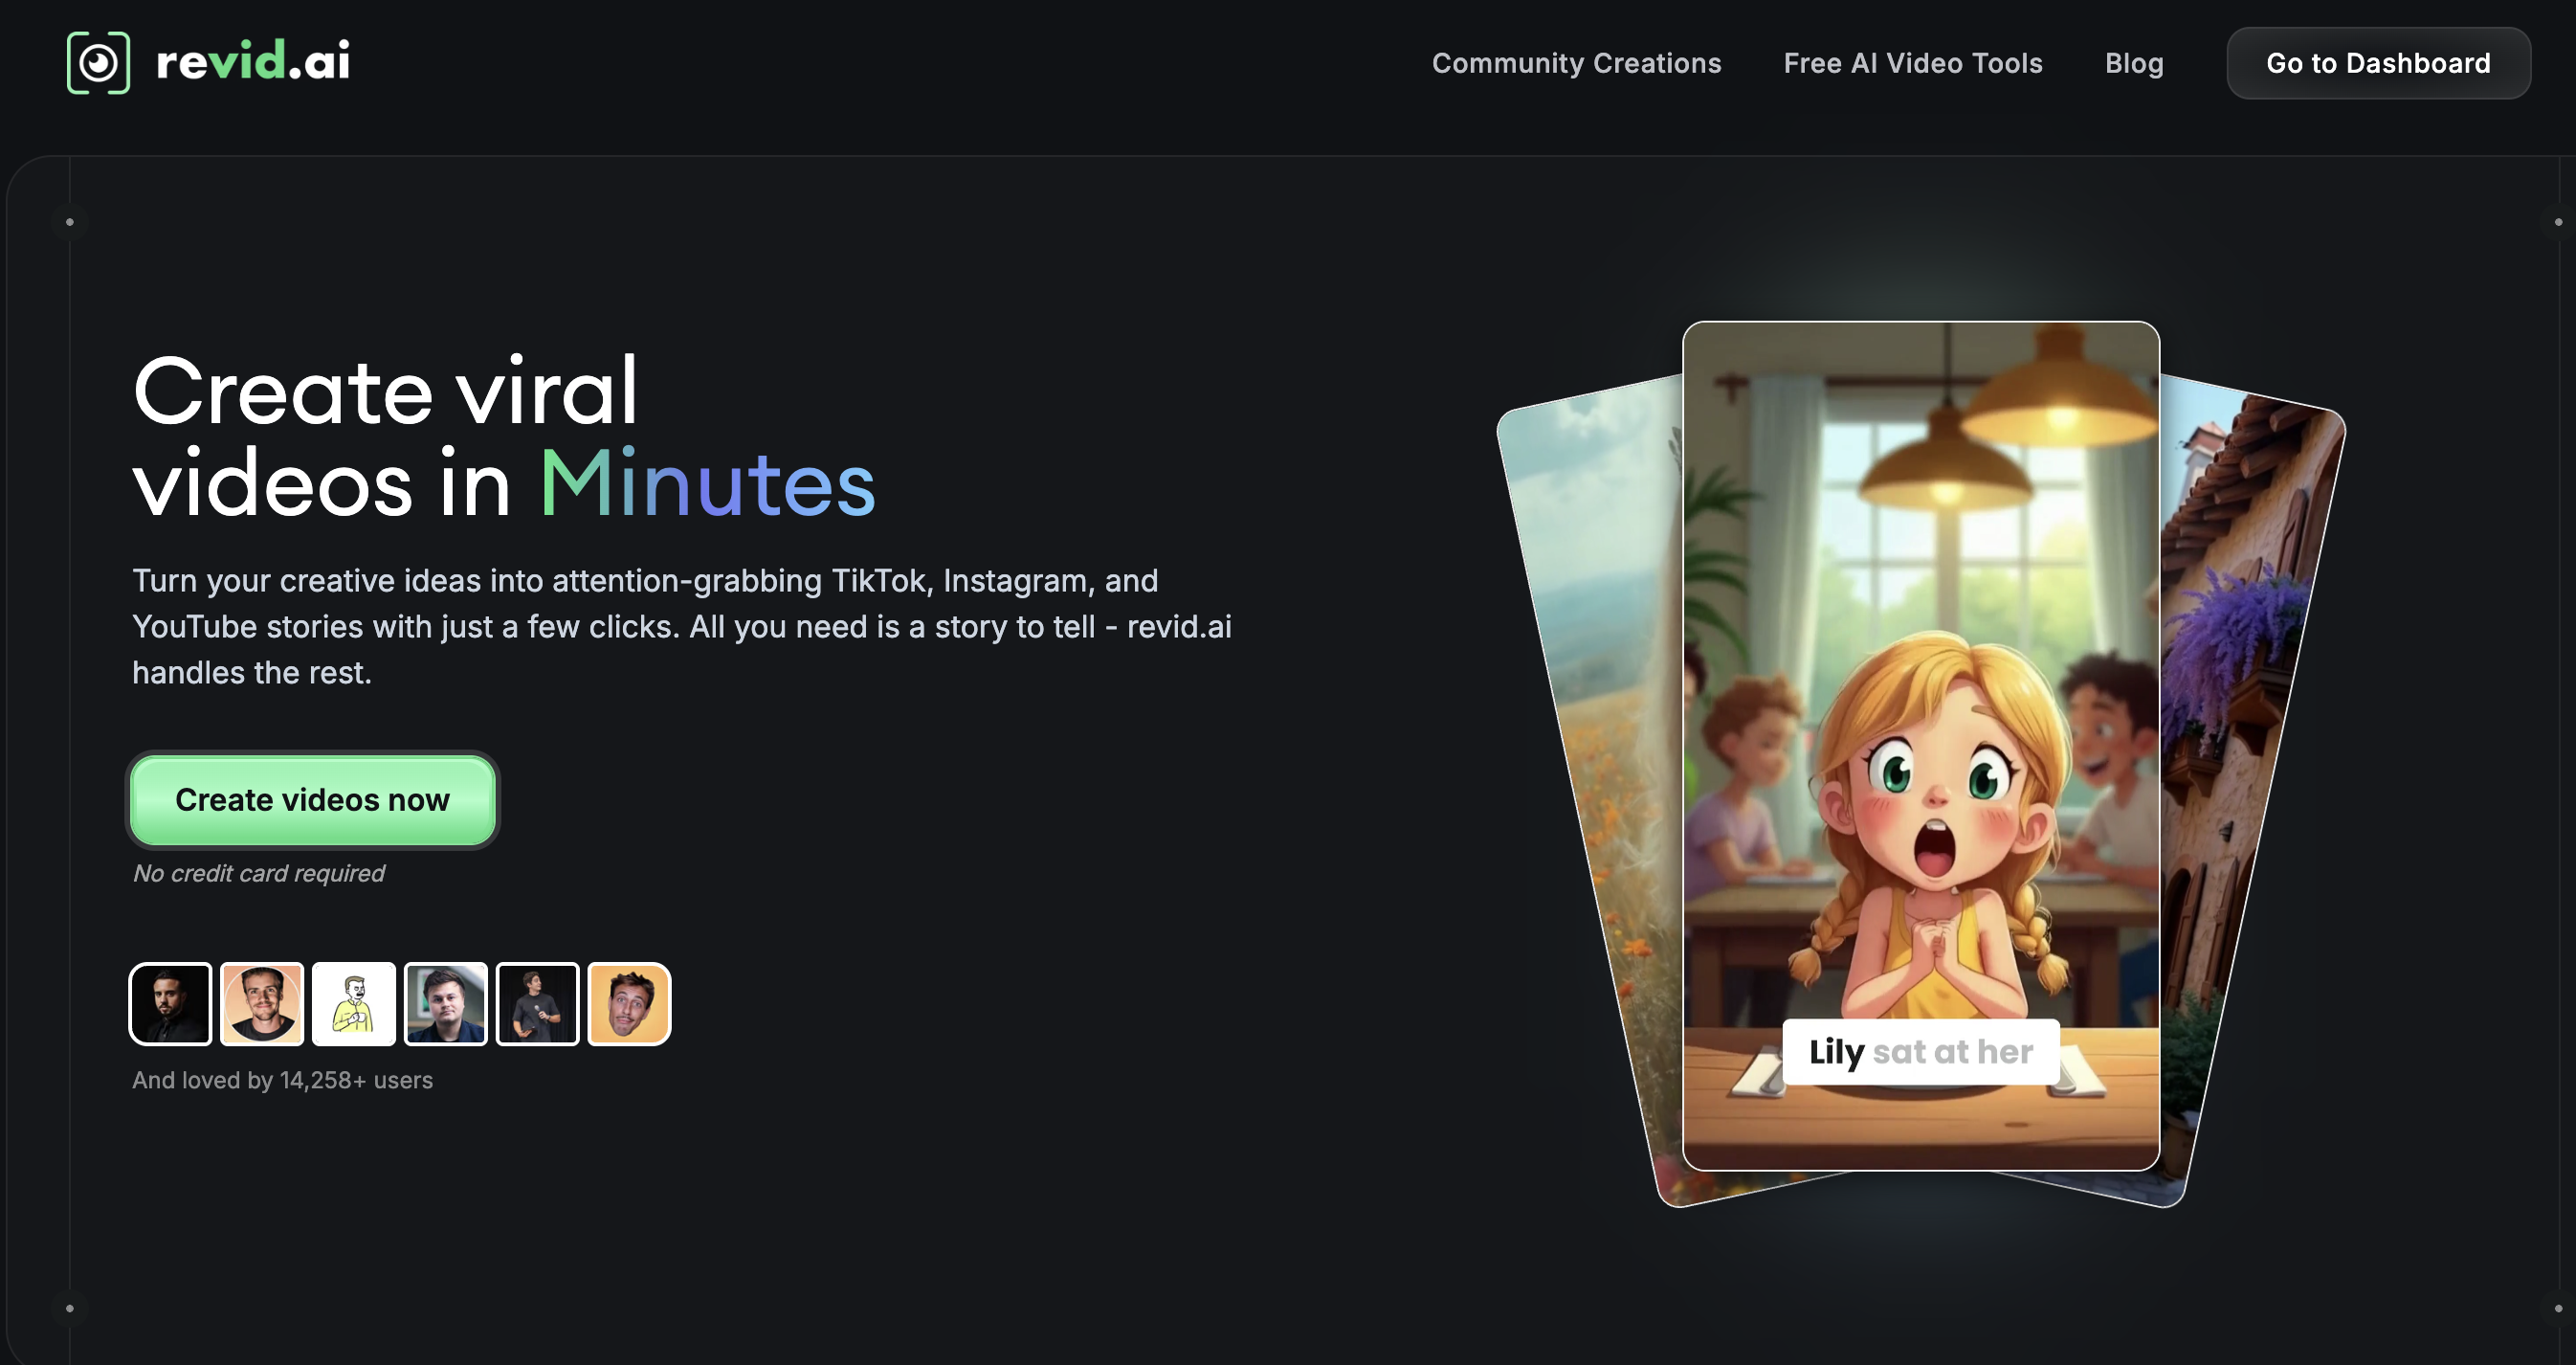 revid.ai
Community Creations
Free AI Video Tools
Blog
Go to Dashboard
Create viral
videos in Minutes
Turn your creative ideas into attention-grabbing TikTok, Instagram, and
YouTube stories with just a few clicks. All you need is a story to tell - revid.ai
handles the rest.
Create videos now
No credit card required
And loved by 14,258+ users
Lily sat at her